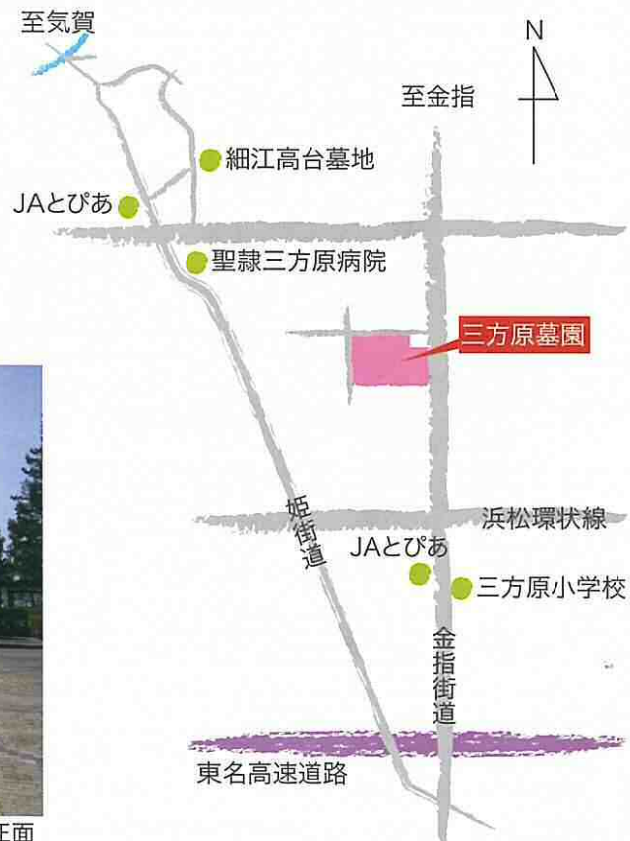 至気賀
N
至金指
細江高台墓地
JAとぴあ
聖隷三方原病院
三方原墓園
姫街道
浜松環状線
JAとぴあ
三方原小学校
金指街道
東名高速道路
正面